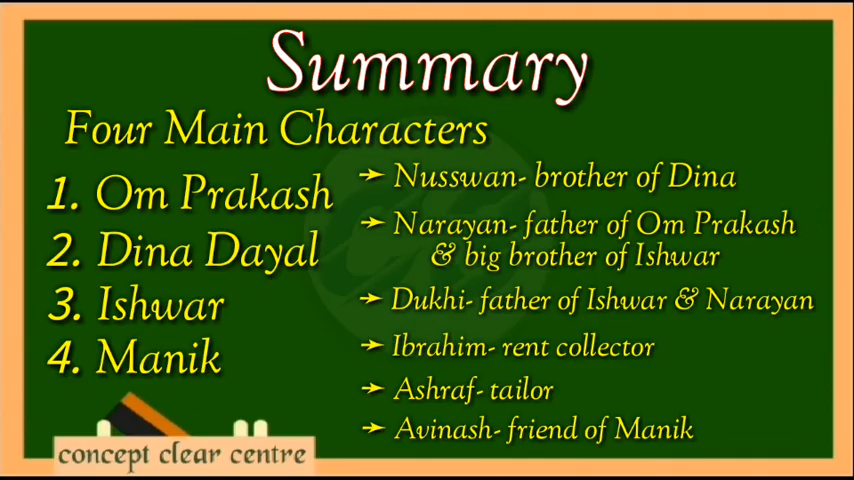 Summary
Four Main Characters
1. Om Prakash
2. Dina Dayal
3. Ishwar
4. Manik
→ Nusswan- brother of Dina
→ Narayan- father of Om Prakash
& big brother of Ishwar
→ Dukhi- father of Ishwar & Narayan
→ Ibrahim- rent collector
→ Ashraf- tailor
→ Avinash- friend of Manik
concept clear centre